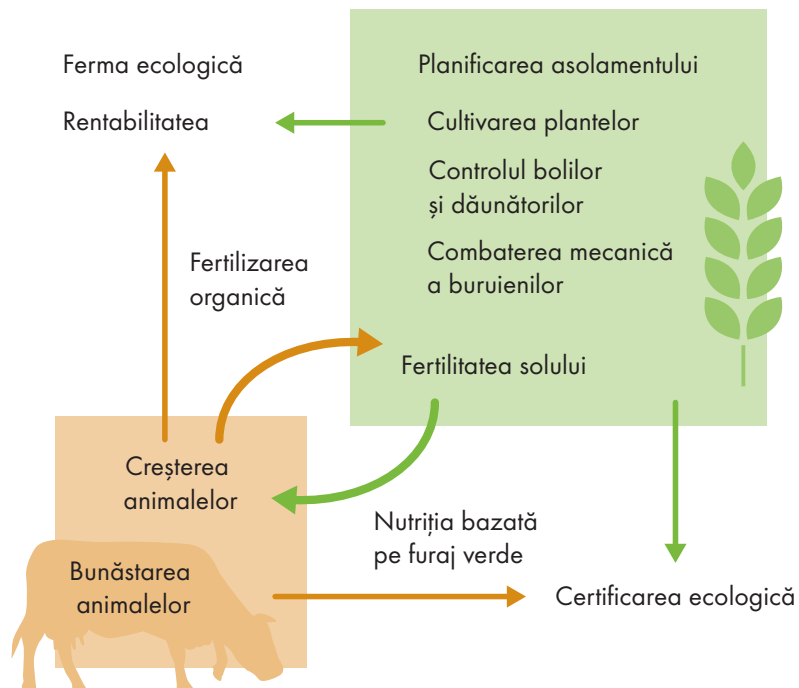 Ferma ecologică
Rentabilitatea
Planificarea asolamentului
Cultivarea plantelor
Controlul bolilor
și dăunătorilor
Combaterea mecanică
a buruienilor
Fertilizarea
organică
Fertilitatea solului
Creșterea
animalelor
Nutriția bazată
pe furaj verde
Bunăstarea
animalelor
Certificarea ecologică